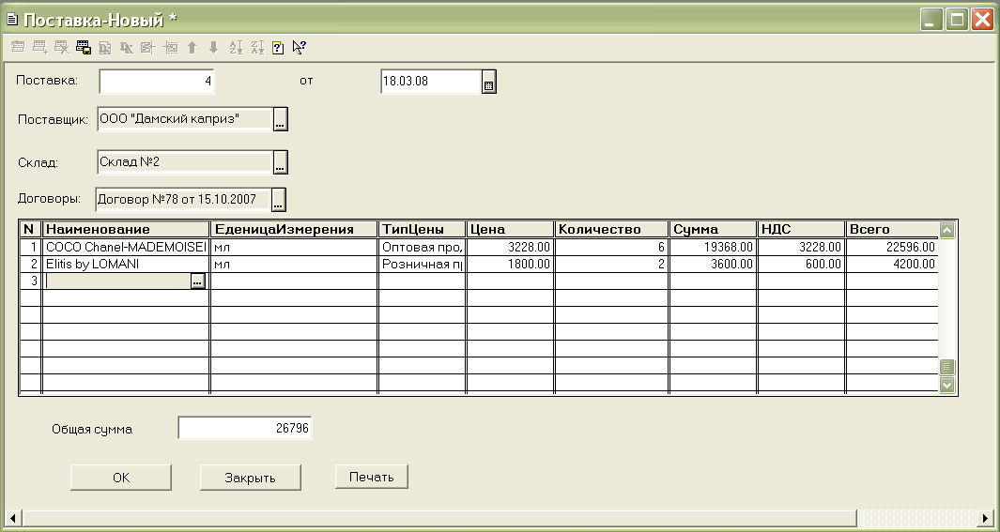 Поставка-Новый *
Поставка: 4 от 18.03.08
Поставщик: ООО "Дамский каприз" ...
Склад: Склад №2 ...
Договоры: Договор №78 от 15.10.2007 ...
N Наименование ЕденицаИзмерения ТипЦены Цена Количество Сумма НДС Всего
1 COCO Chanel-MADEMOISEI мл Оптовая про, 3228.00 6 19368.00 3228.00 22596.00
2 Elitis by LOMANI мл Розничная п 1800.00 2 3600.00 600.00 4200.00
3 ...
Общая сумма 26796
OK Закрыть Печать